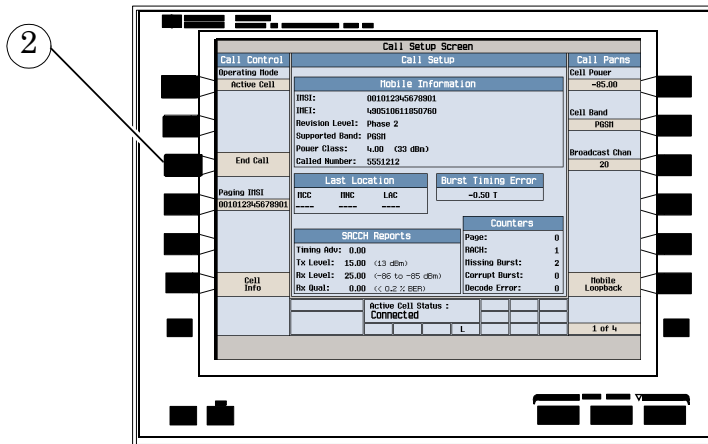 2
Call Setup Screen
Call Control
Call Setup
Call Parms
Operating Mode
Active Cell
End Call
Paging IMSI
001012345678901
Cell
Info
Mobile Information
IMSI: 001012345678901
IMEI: 490510611850760
Revision Level: Phase 2
Supported Band: PGSM
Power Class: 4.00 (33 dBm)
Called Number: 5551212
Last Location
MCC MNC LAC
---- ---- ----
Burst Timing Error
-0.50 T
SACCH Reports
Timing Adv: 0.00
Tx Level: 15.00 (13 dBm)
Rx Level: 25.00 (-86 to -85 dBm)
Rx Qual: 0.00 (< 0.2 % BER)
Counters
Page: 0
RACH: 1
Missing Burst: 2
Corrupt Burst: 0
Decode Error: 0
Active Cell Status :
Connected
L
Cell Power
-85.00
Cell Band
PGSM
Broadcast Chan
20
Mobile
Loopback
1 of 4